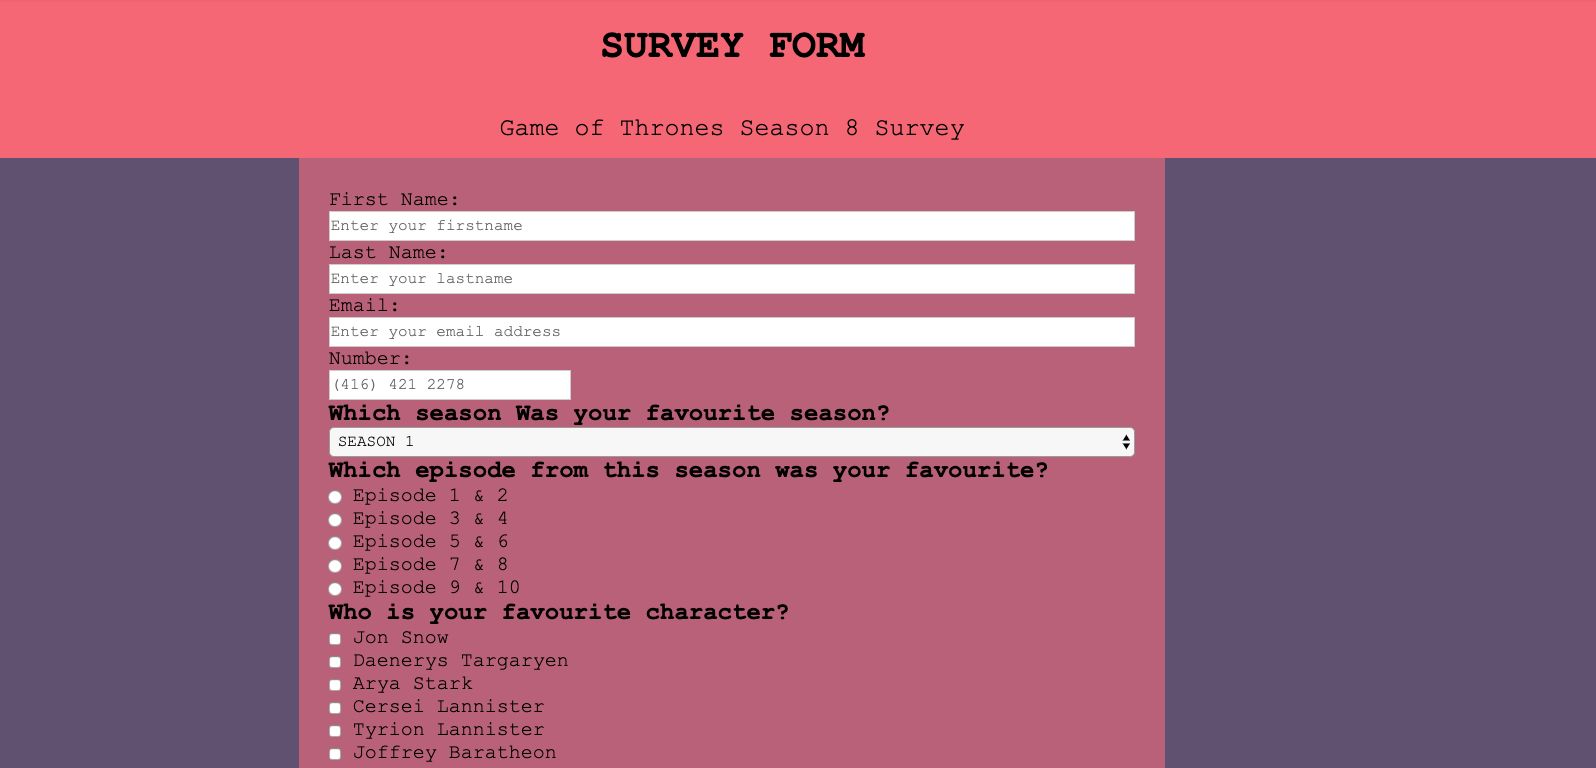 SURVEY FORM
Game of Thrones Season 8 Survey
First Name:
Enter your firstname
Last Name:
Enter your lastname
Email:
Enter your email address
Number:
(416) 421 2278
Which season Was your favourite season?
SEASON 1
Which episode from this season was your favourite?
Episode 1 & 2
Episode 3 & 4
Episode 5 & 6
Episode 7 & 8
Episode 9 & 10
Who is your favourite character?
Jon Snow
Daenerys Targaryen
Arya Stark
Cersei Lannister
Tyrion Lannister
Joffrey Baratheon